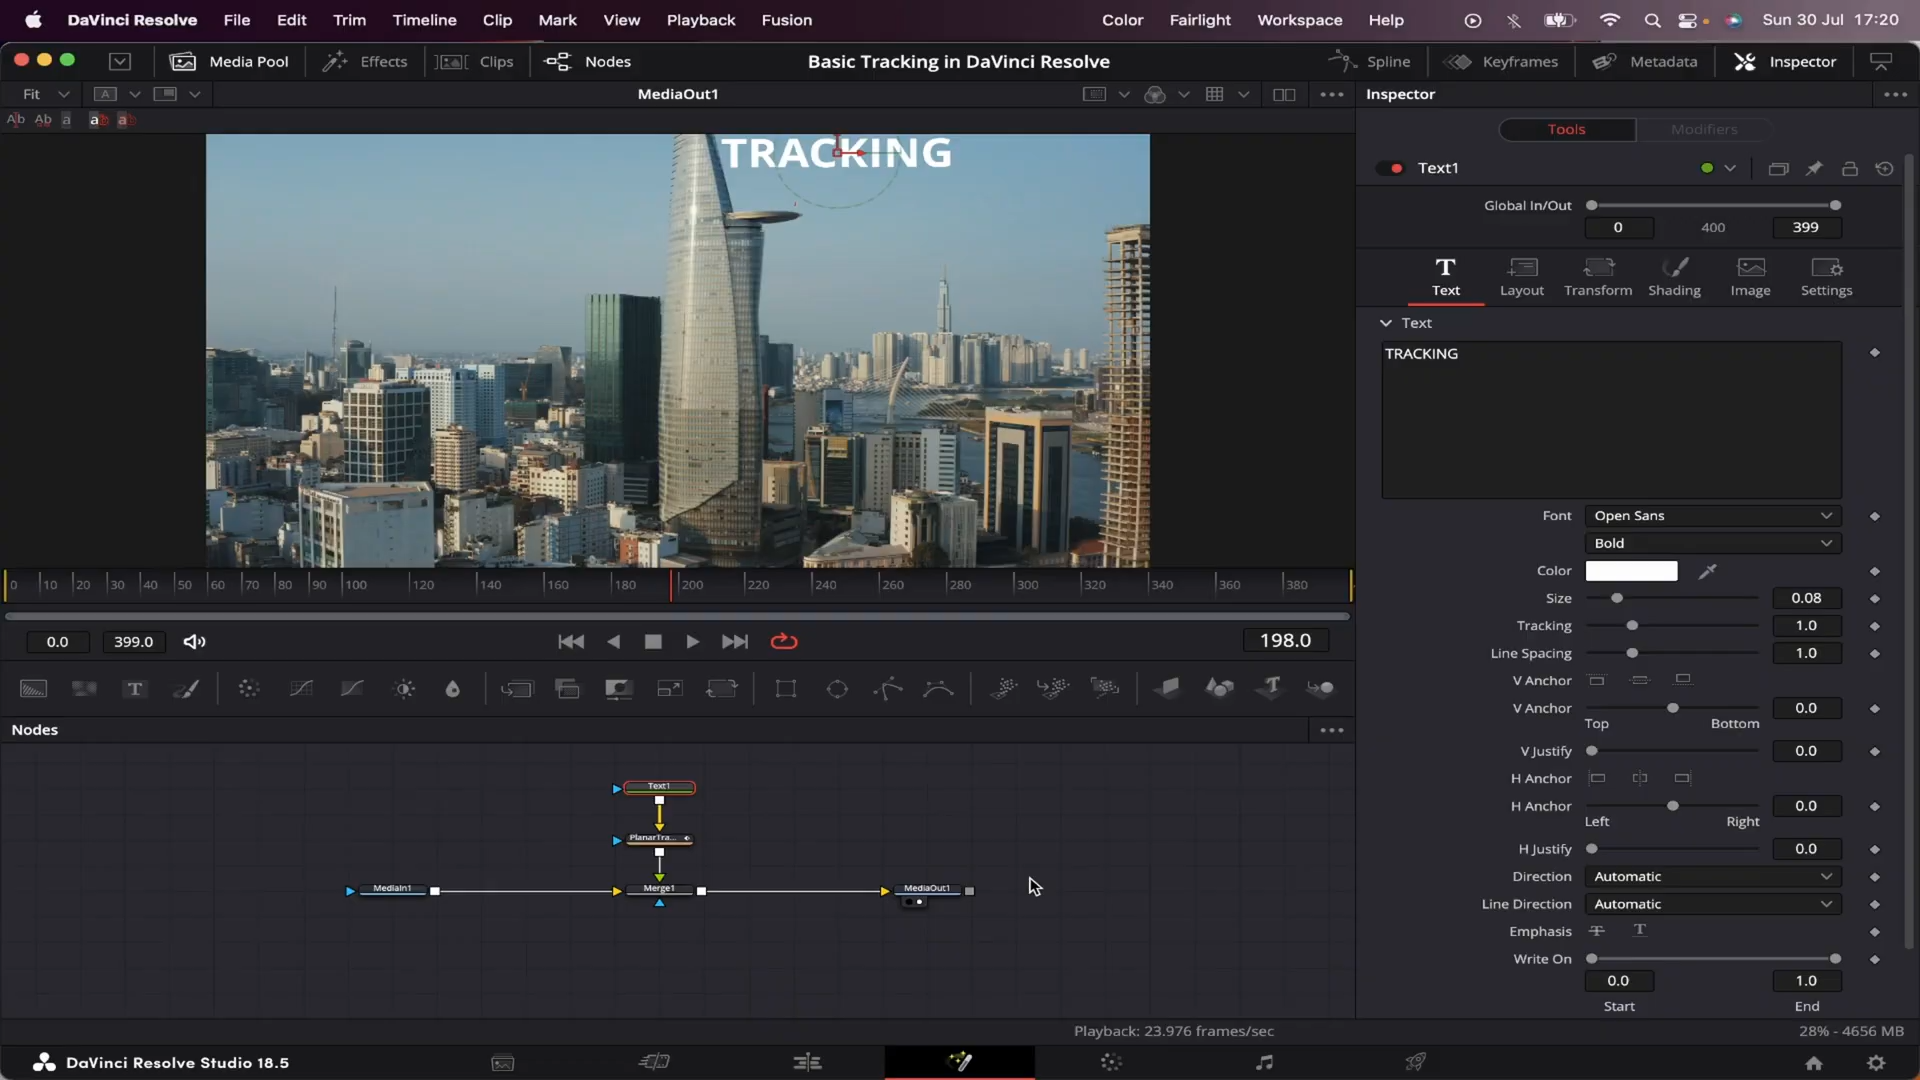 DaVinci Resolve File Edit Trim Timeline Clip Mark View Playback Fusion Color Fairlight Workspace Help Sun 30 Jul 17:20
Media Pool Effects Clips Nodes Basic Tracking in DaVinci Resolve Spline Keyframes Metadata Inspector
Fit A MediaOut1 Inspector
Tools Modifiers
TRACKING
Text1
Global In/Out
0 400 399
Text Layout Transform Shading Image Settings
Text
TRACKING
Font Open Sans
Bold
Color
Size 0.08
Tracking 1.0
Line Spacing 1.0
V Anchor
V Anchor 0.0
Top Bottom
V Justify 0.0
H Anchor
H Anchor 0.0
Left Right
H Justify 0.0
Direction Automatic
Line Direction Automatic
Emphasis
Write On
0.0 1.0
Start End
0 10 20 30 40 50 60 70 80 90 100 120 140 160 180 200 220 240 260 280 300 320 340 360 380
0.0 399.0 198.0
Nodes
Text1
PlanarTra...
MediaIn1 Merge1 MediaOut1
Playback: 23.976 frames/sec 28% - 4656 MB
DaVinci Resolve Studio 18.5